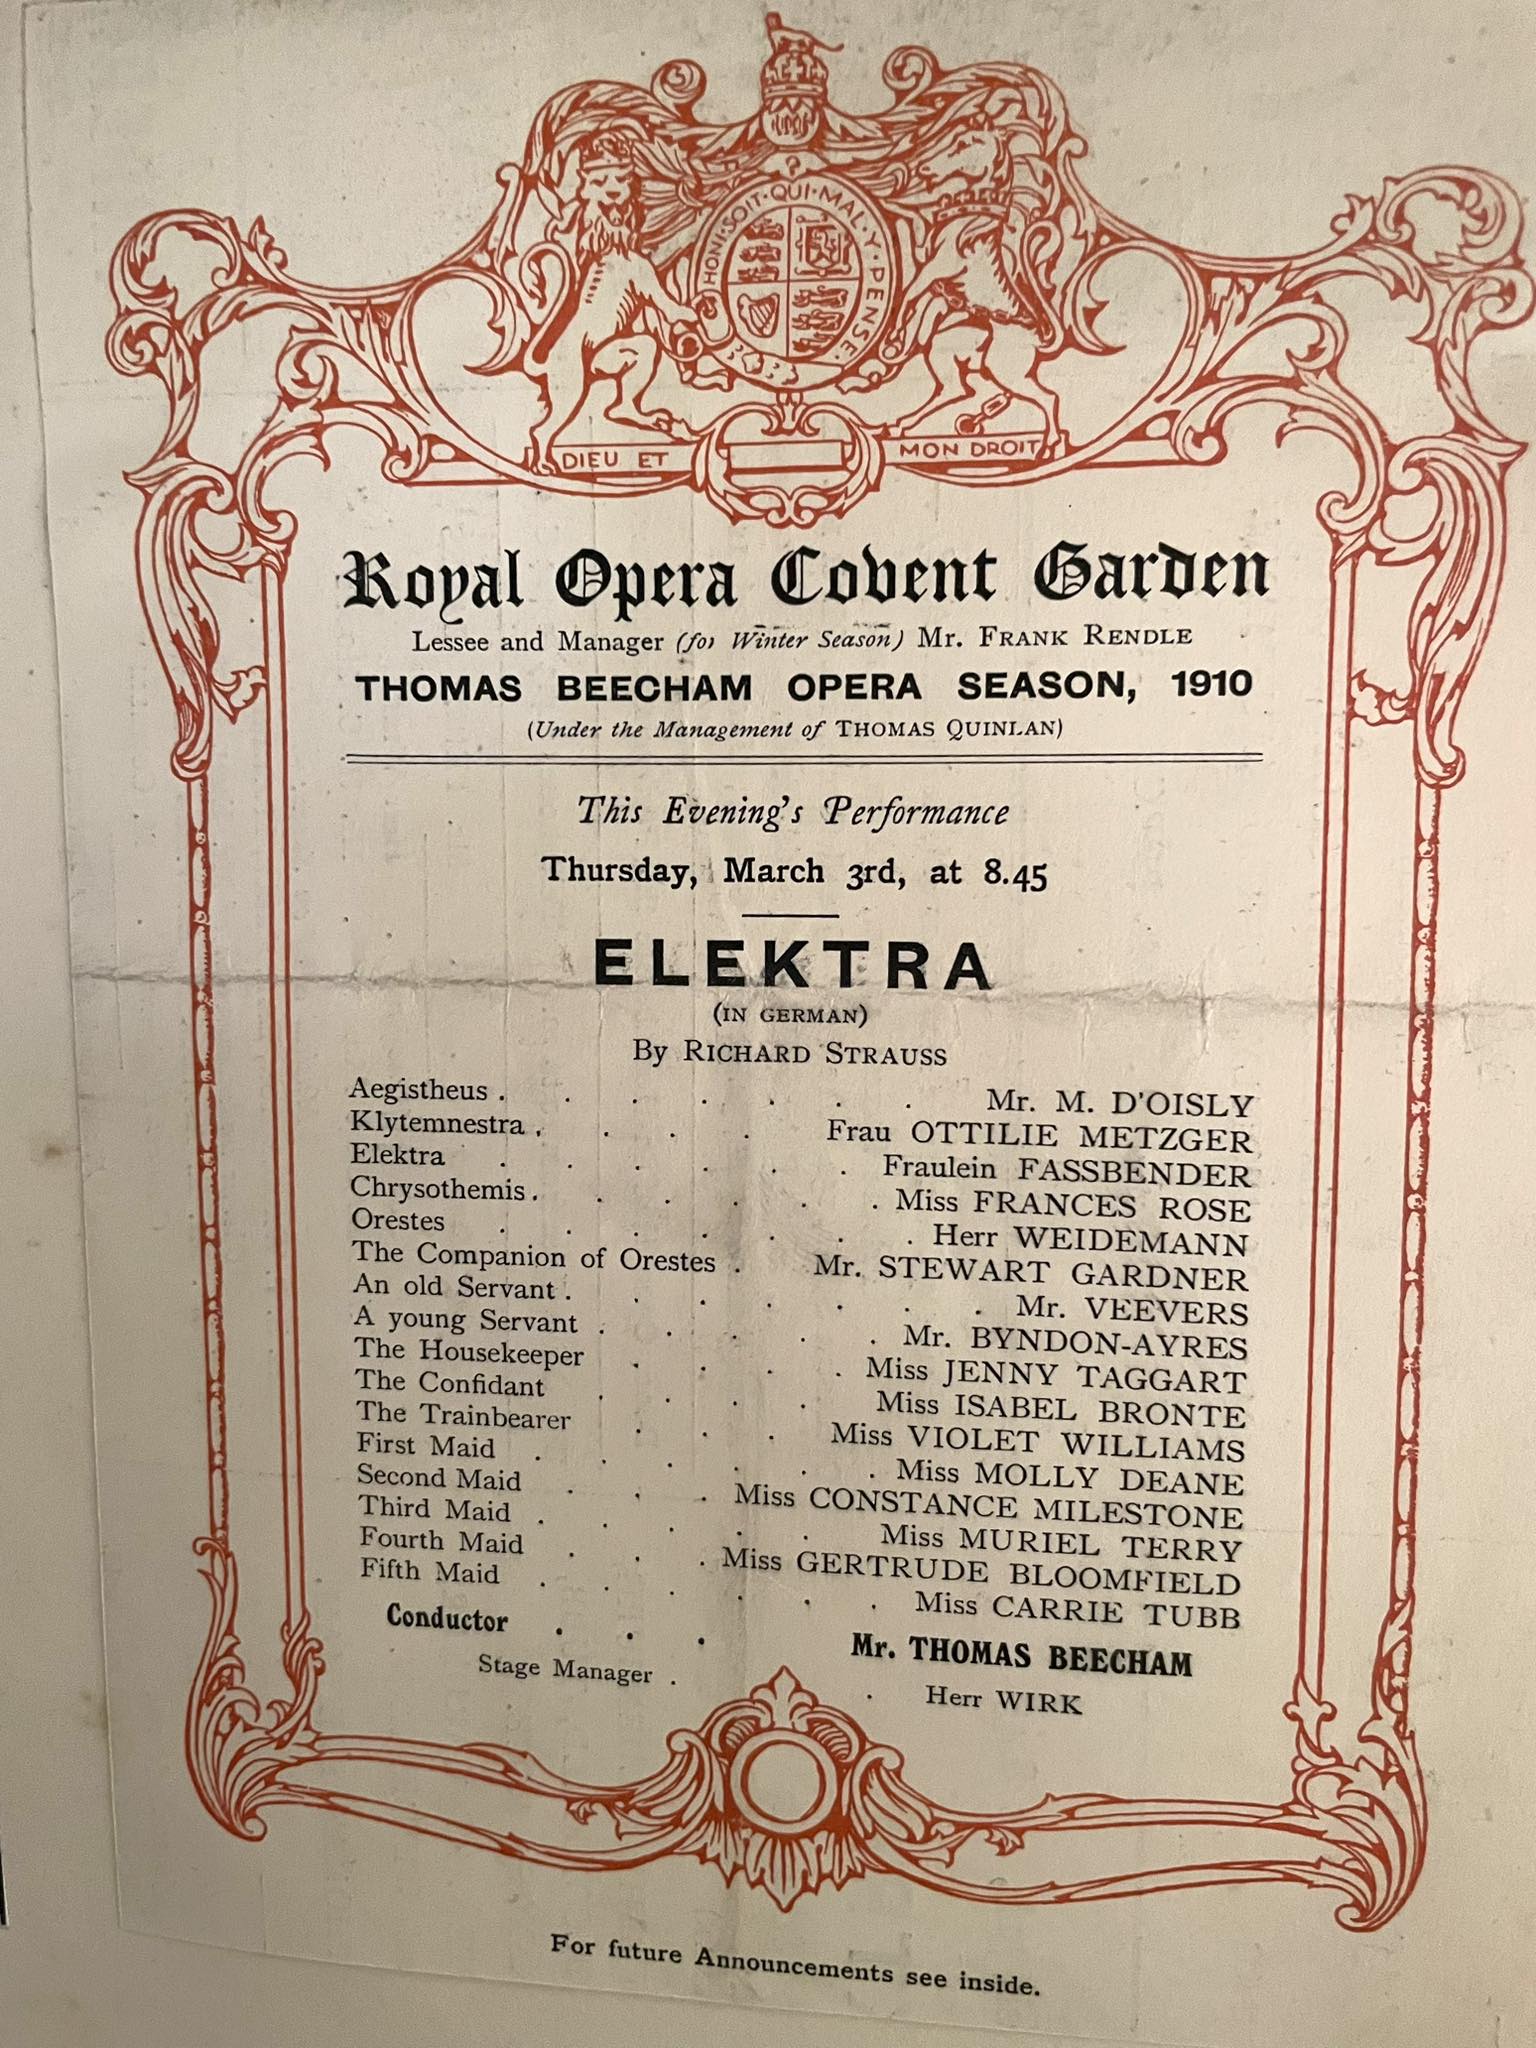 HONI·SOIT·QUI·MAL·Y·PENSE·
DIEU ET MON DROIT
Royal Opera Covent Garden
Lessee and Manager (for Winter Season) Mr. FRANK RENDLE
THOMAS BEECHAM OPERA SEASON, 1910
(Under the Management of THOMAS QUINLAN)
This Evening's Performance
Thursday, March 3rd, at 8.45
ELEKTRA
(IN GERMAN)
By RICHARD STRAUSS
Aegistheus . . . . . . . Mr. M. D'OISLY
Klytemnestra . . . . Frau OTTILIE METZGER
Elektra . . . . . . Fraulein FASSBENDER
Chrysothemis . . . . . . Miss FRANCES ROSE
Orestes . . . . . . . Herr WEIDEMANN
The Companion of Orestes . Mr. STEWART GARDNER
An old Servant . . . . . . . Mr. VEEVERS
A young Servant . . . . . Mr. BYNDON-AYRES
The Housekeeper . . . . Miss JENNY TAGGART
The Confidant . . . . Miss ISABEL BRONTE
The Trainbearer . . . Miss VIOLET WILLIAMS
First Maid . . . . . . Miss MOLLY DEANE
Second Maid . . . Miss CONSTANCE MILESTONE
Third Maid . . . . . Miss MURIEL TERRY
Fourth Maid . . . Miss GERTRUDE BLOOMFIELD
Fifth Maid . . . . . . Miss CARRIE TUBB
Conductor . . . Mr. THOMAS BEECHAM
Stage Manager . . Herr WIRK
For future Announcements see inside.